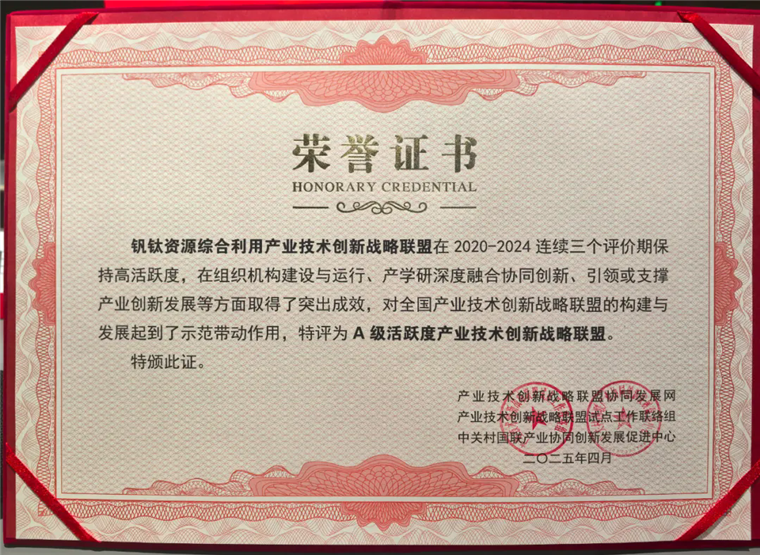 荣誉证书
HONORARY CREDENTIAL
钒钛资源综合利用产业技术创新战略联盟在 2020-2024 连续三个评价期保
持高活跃度，在组织机构建设与运行、产学研深度融合协同创新、引领或支撑
产业创新发展等方面取得了突出成效，对全国产业技术创新战略联盟的构建与
发展起到了示范带动作用，特评为 A 级活跃度产业技术创新战略联盟。
特颁此证。
产业技术创新战略联盟协同发展网
产业技术创新战略联盟试点工作联络组
中关村国联产业协同创新发展促进中心
二〇二五年四月